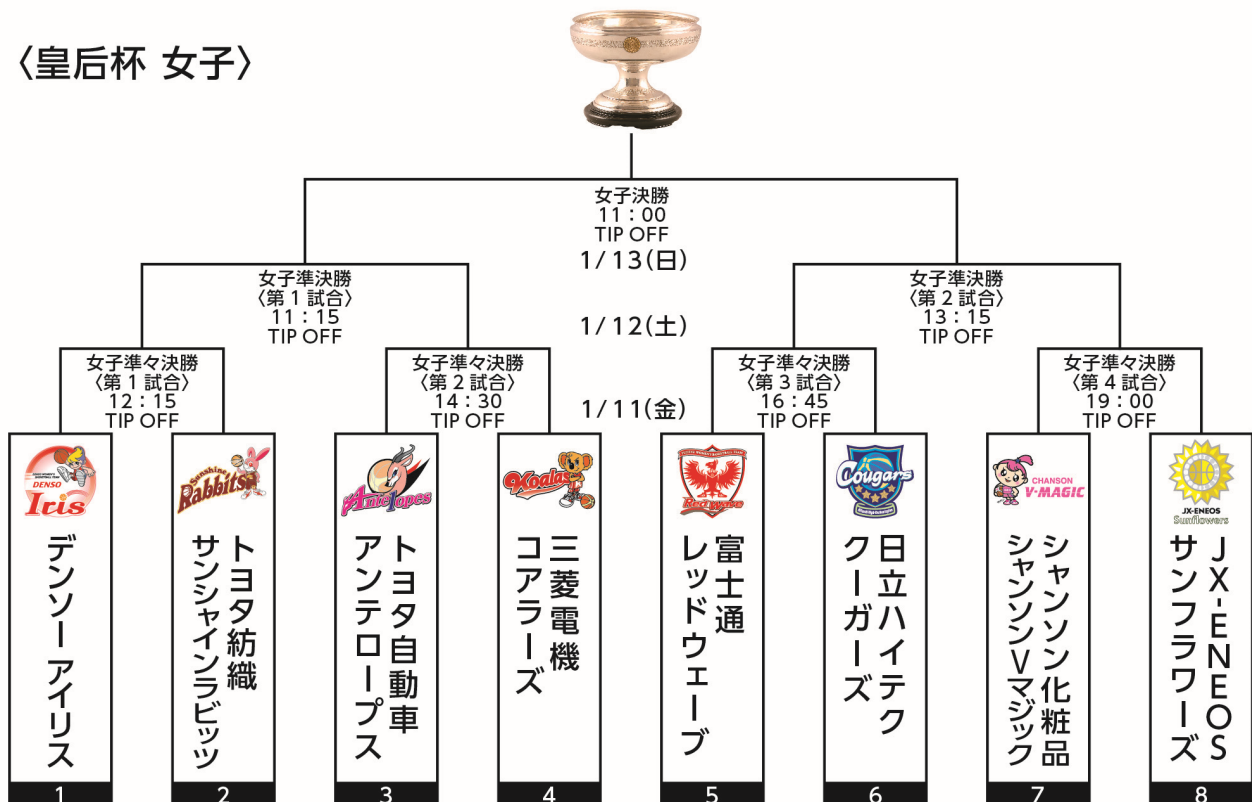 〈皇后杯 女子〉
女子決勝
11：00
TIP OFF
1/13(日)
女子準決勝
〈第1試合〉
11：15
TIP OFF
女子準決勝
〈第2試合〉
13：15
TIP OFF
1/12(土)
女子準々決勝
〈第1試合〉
12：15
TIP OFF
女子準々決勝
〈第2試合〉
14：30
TIP OFF
1/11(金)
女子準々決勝
〈第3試合〉
16：45
TIP OFF
女子準々決勝
〈第4試合〉
19：00
TIP OFF
DENSO
Iris
デンソー アイリス
1
Sunshine
Rabbits
トヨタ紡織
サンシャインラビッツ
2
Antelopes
トヨタ自動車
アンテロープス
3
Koalas
三菱電機
コアラーズ
4
Red Wave
富士通
レッドウェーブ
5
Cougars
日立ハイテク
クーガーズ
6
CHANSON
V-MAGIC
シャンソン化粧品
シャンソンVマジック
7
JX-ENEOS
Sunflowers
JX-ENEOS
サンフラワーズ
8